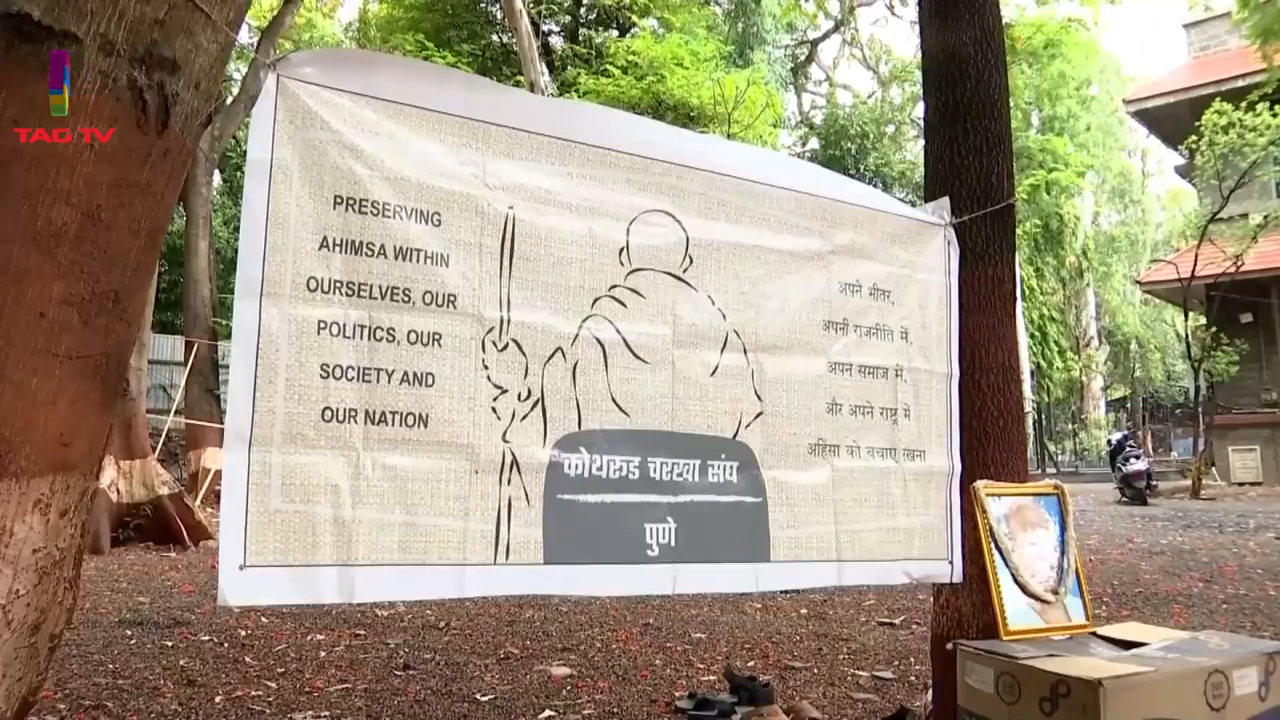 TAG TV
PRESERVING
AHIMSA WITHIN
OURSELVES, OUR
POLITICS, OUR
SOCIETY AND
OUR NATION
अपने भीतर,
अपनी राजनीति में,
अपने समाज में,
और अपने राष्ट्र में
अहिंसा को बचाए रखना
कोथरुड चरखा संघ
पुणे